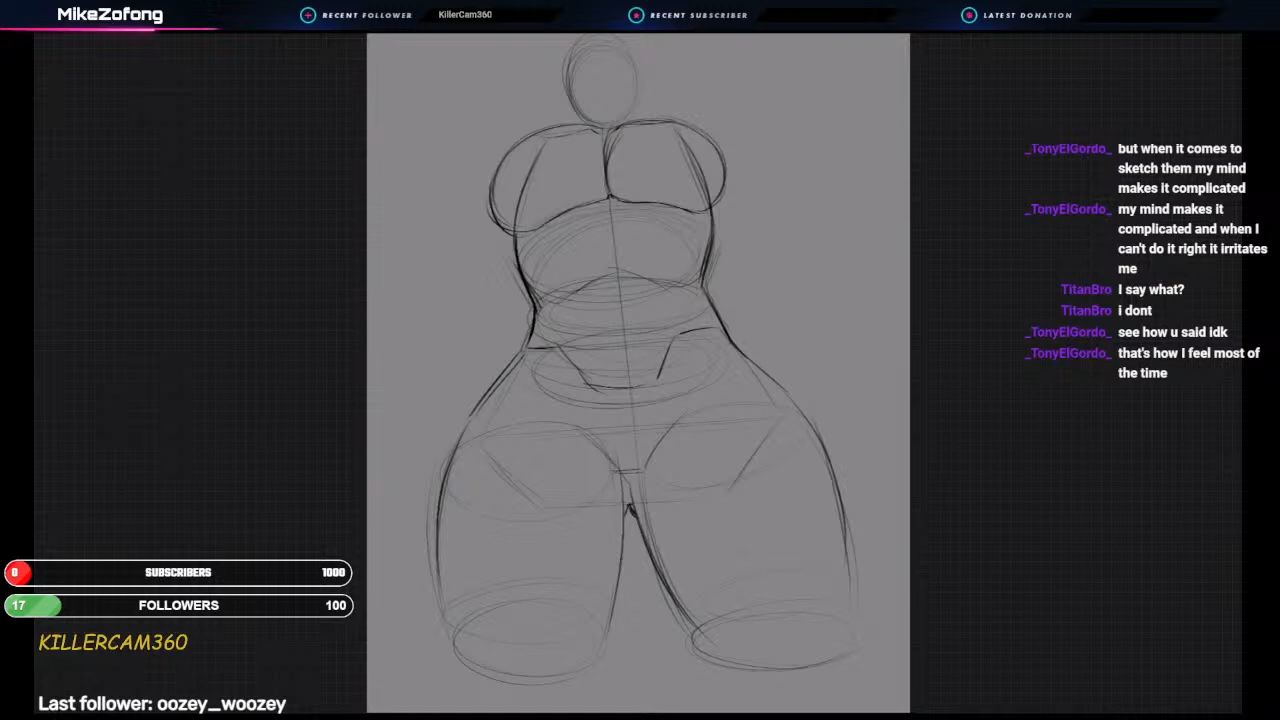 MikeZofong
RECENT FOLLOWER KillerCam360
RECENT SUBSCRIBER
LATEST DONATION
_TonyElGordo_ but when it comes to
sketch them my mind
makes it complicated
_TonyElGordo_ my mind makes it
complicated and when I
can't do it right it irritates
me
TitanBro I say what?
TitanBro i dont
_TonyElGordo_ see how u said idk
_TonyElGordo_ that's how I feel most of
the time
0 SUBSCRIBERS 1000
17 FOLLOWERS 100
KILLERCAM360
Last follower: oozey_woozey